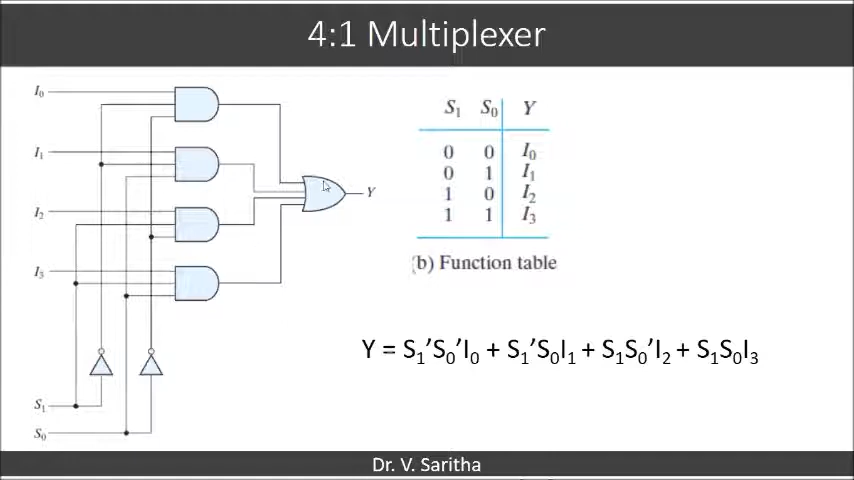 4:1 Multiplexer
I₀
I₁
I₂
I₃
S₁
S₀
Y
S₁ S₀ Y
0 0 I₀
0 1 I₁
1 0 I₂
1 1 I₃
(b) Function table
Y = S₁′S₀′I₀ + S₁′S₀I₁ + S₁S₀′I₂ + S₁S₀I₃
Dr. V. Saritha